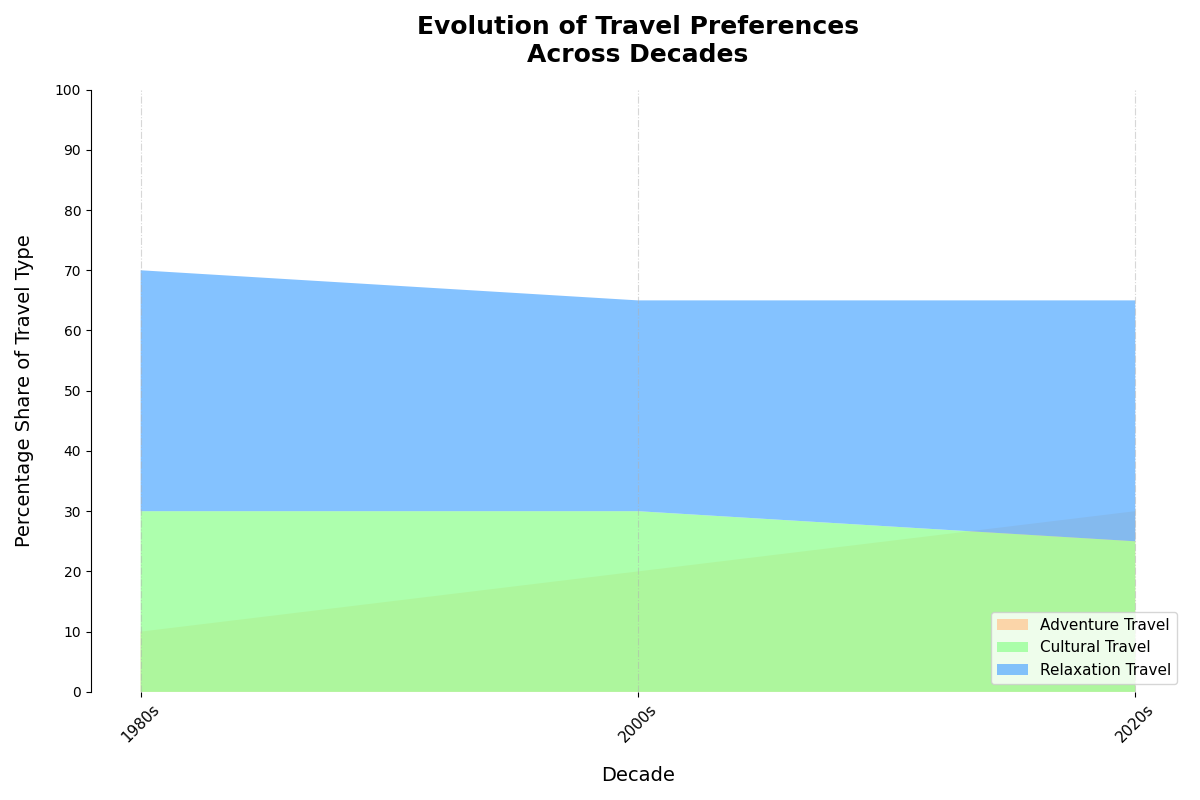 Evolution of Travel Preferences
Across Decades
Percentage Share of Travel Type
100
90
80
70
60
50
40
30
20
10
0
Adventure Travel
Cultural Travel
Relaxation Travel
1980s
2000s
2020s
Decade